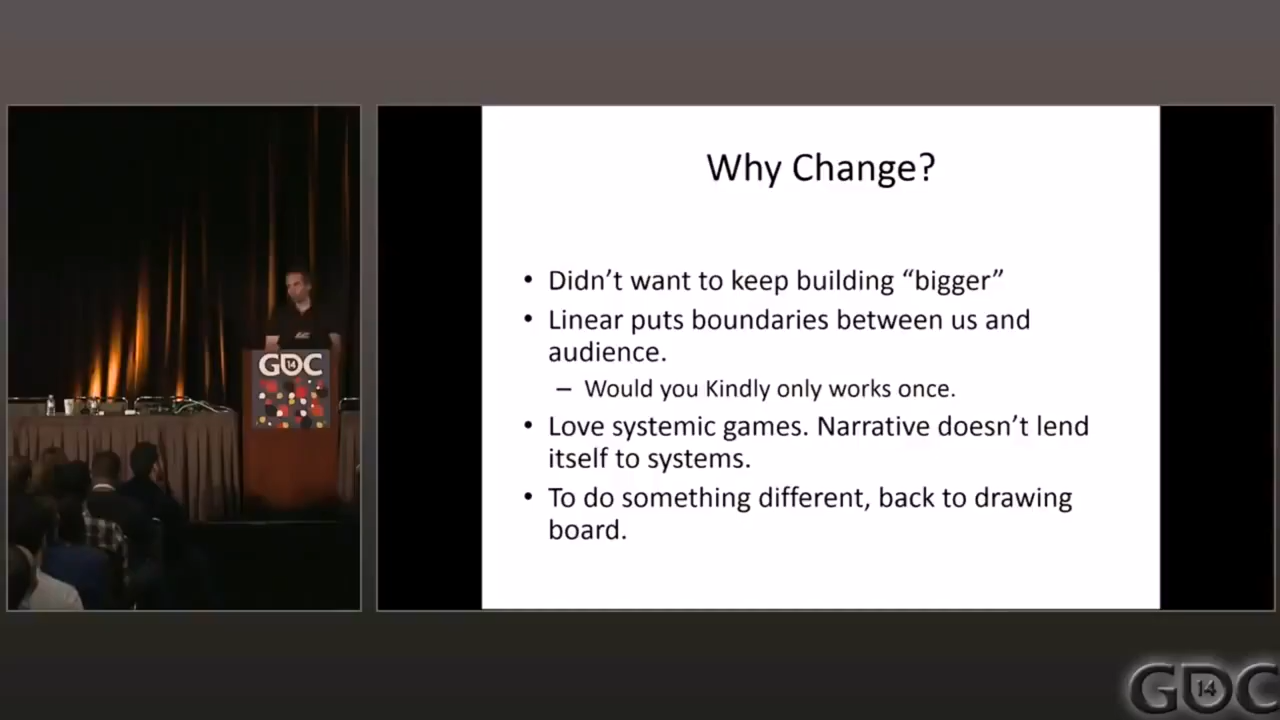 Why Change?
• Didn’t want to keep building “bigger”
• Linear puts boundaries between us and
audience.
– Would you Kindly only works once.
• Love systemic games. Narrative doesn’t lend
itself to systems.
• To do something different, back to drawing
board.
GDC
14
GDC
14